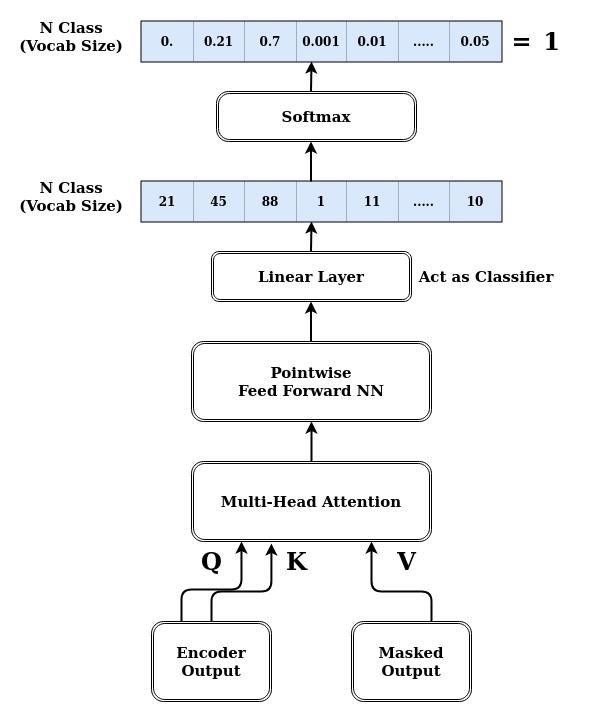 N Class
(Vocab Size)
0. 0.21 0.7 0.001 0.01 ..... 0.05 = 1
Softmax
N Class
(Vocab Size)
21 45 88 1 11 ..... 10
Linear Layer
Act as Classifier
Pointwise
Feed Forward NN
Multi-Head Attention
Q K V
Encoder
Output
Masked
Output